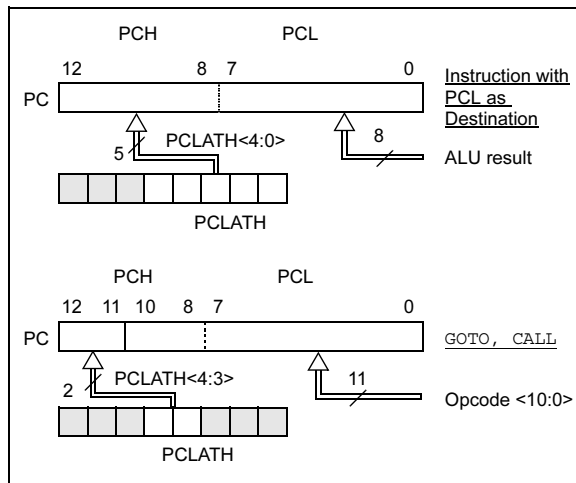 PCH PCL
12 8 7 0
PC
Instruction with
PCL as
Destination
5 PCLATH<4:0> 8
ALU result
PCLATH
PCH PCL
12 11 10 8 7 0
PC
GOTO, CALL
2 PCLATH<4:3> 11
Opcode <10:0>
PCLATH